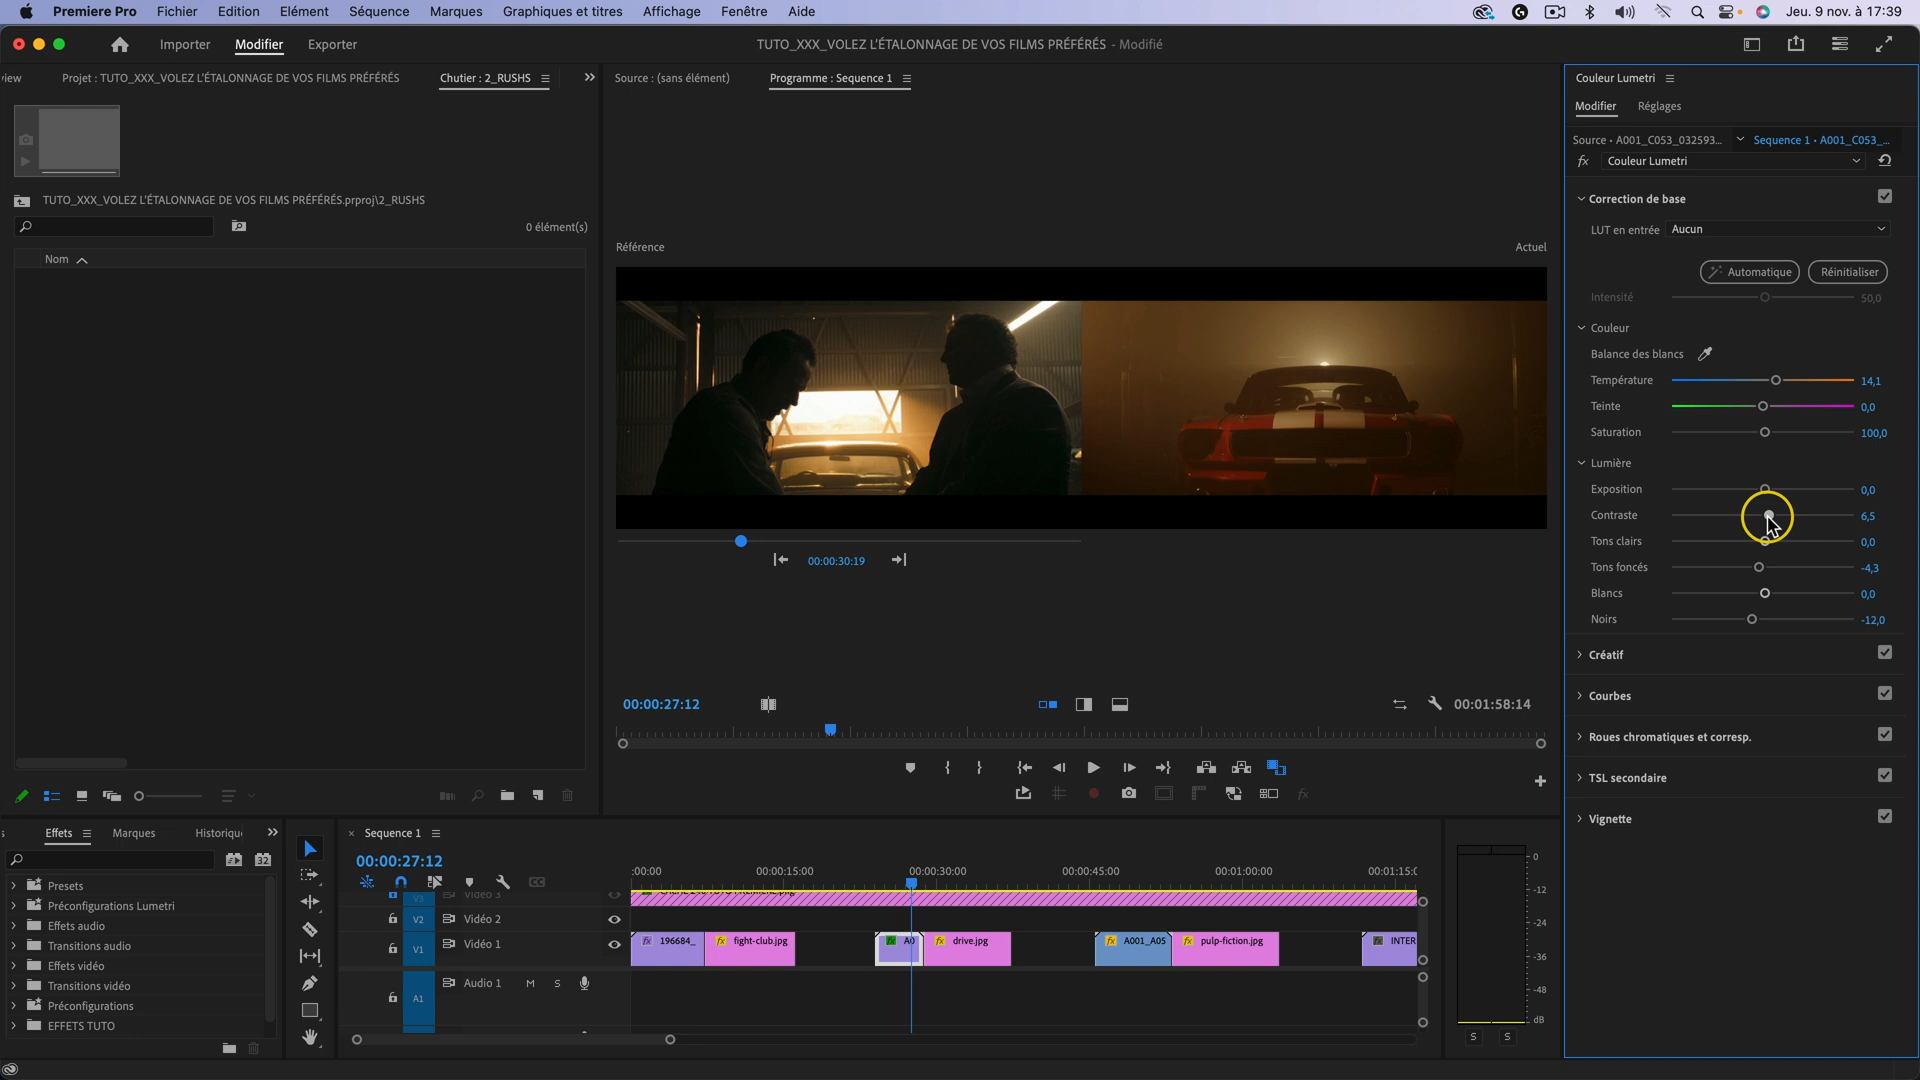 Premiere Pro Fichier Edition Elément Séquence Marques Graphiques et titres Affichage Fenêtre Aide Jeu. 9 nov. à 17:39
Importer Modifier Exporter TUTO_XXX_VOLEZ L'ÉTALONNAGE DE VOS FILMS PRÉFÉRÉS - Modifié
Projet : TUTO_XXX_VOLEZ L'ÉTALONNAGE DE VOS FILMS PRÉFÉRÉS Chutier : 2_RUSHS
TUTO_XXX_VOLEZ L'ÉTALONNAGE DE VOS FILMS PRÉFÉRÉS.prproj\2_RUSHS
0 élément(s)
Nom
Source : (sans élément) Programme : Sequence 1
Référence Actuel
00:00:30:19
00:00:27:12 00:01:58:14
Couleur Lumetri
Modifier Réglages
Source • A001_C053_032593... Sequence 1 • A001_C053_...
fx Couleur Lumetri
Correction de base
LUT en entrée Aucun
Automatique Réinitialiser
Intensité 50,0
Couleur
Balance des blancs
Température 14,1
Teinte 0,0
Saturation 100,0
Lumière
Exposition 0,0
Contraste 6,5
Tons clairs 0,0
Tons foncés -4,3
Blancs 0,0
Noirs -12,0
Créatif
Courbes
Roues chromatiques et corresp.
TSL secondaire
Vignette
Effets Marques Historiqu
32
Presets
Préconfigurations Lumetri
Effets audio
Transitions audio
Effets vidéo
Transitions vidéo
Préconfigurations
EFFETS TUTO
× Sequence 1
00:00:27:12
:00:00 00:00:15:00 00:00:30:00 00:00:45:00 00:01:00:00 00:01:15:0
V3 Vidéo 3
V2 Vidéo 2
V1 Vidéo 1
fx 196684_ fx fight-club.jpg fx A0 fx drive.jpg fx A001_A05 fx pulp-fiction.jpg fx INTER
A1 Audio 1 M S
0
-12
-24
-36
-48
dB
S S